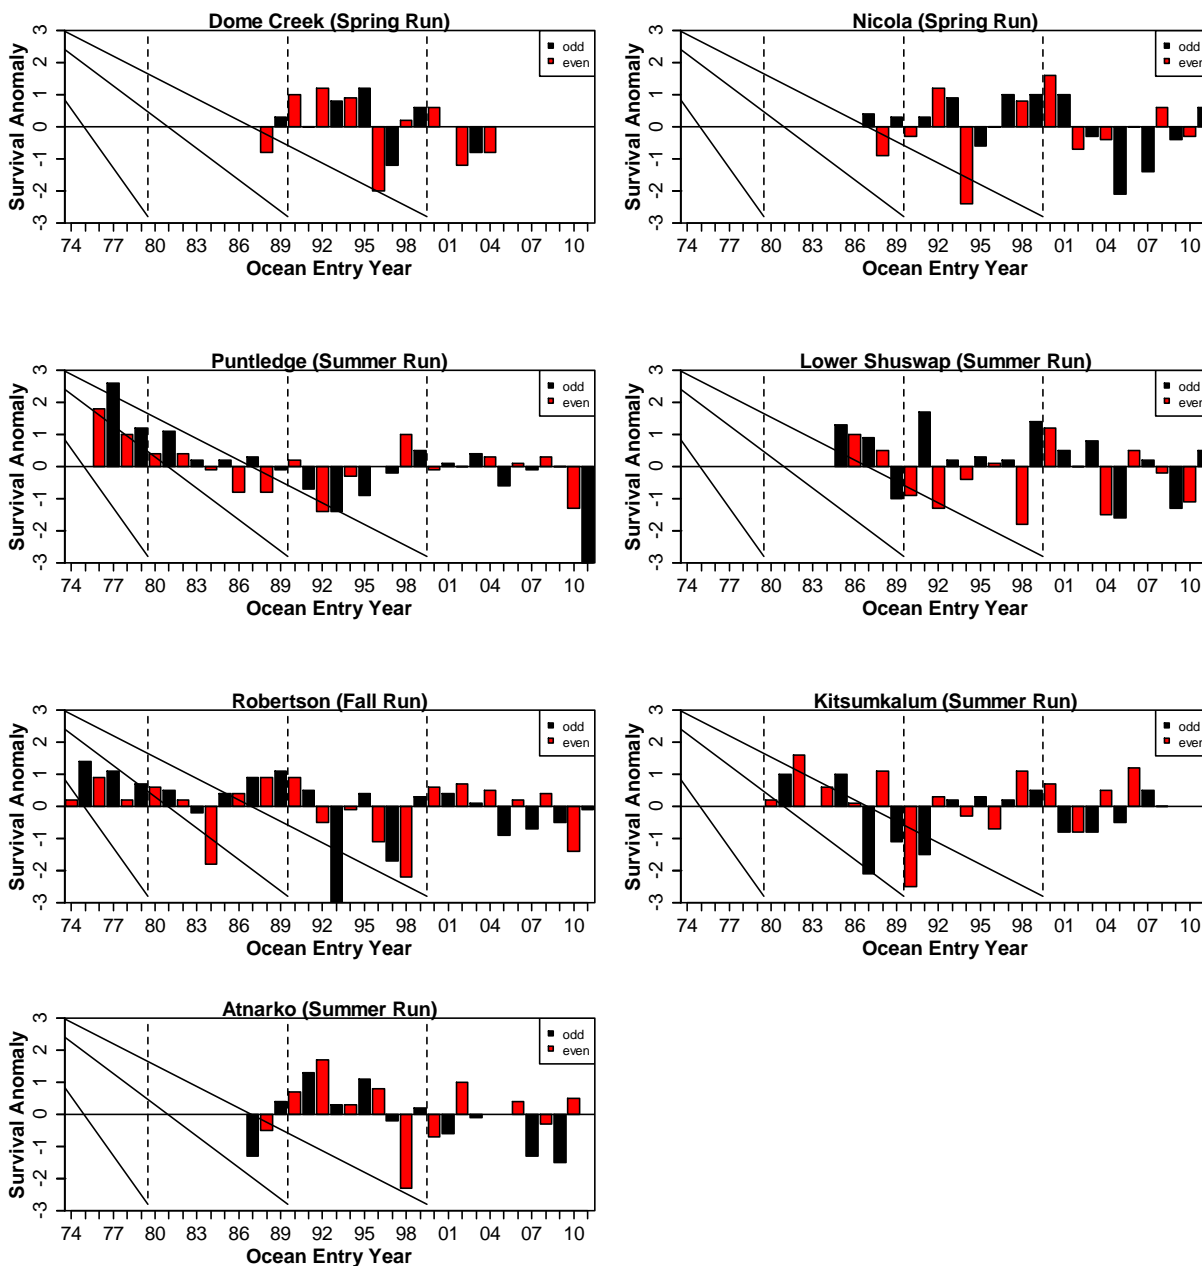 Dome Creek (Spring Run)
Survival Anomaly
3
2
1
0
-1
-2
-3
odd
even
74 77 80 83 86 89 92 95 98 01 04 07 10
Ocean Entry Year
Nicola (Spring Run)
Survival Anomaly
3
2
1
0
-1
-2
-3
odd
even
74 77 80 83 86 89 92 95 98 01 04 07 10
Ocean Entry Year
Puntledge (Summer Run)
Survival Anomaly
3
2
1
0
-1
-2
-3
odd
even
74 77 80 83 86 89 92 95 98 01 04 07 10
Ocean Entry Year
Lower Shuswap (Summer Run)
Survival Anomaly
3
2
1
0
-1
-2
-3
odd
even
74 77 80 83 86 89 92 95 98 01 04 07 10
Ocean Entry Year
Robertson (Fall Run)
Survival Anomaly
3
2
1
0
-1
-2
-3
odd
even
74 77 80 83 86 89 92 95 98 01 04 07 10
Ocean Entry Year
Kitsumkalum (Summer Run)
Survival Anomaly
3
2
1
0
-1
-2
-3
odd
even
74 77 80 83 86 89 92 95 98 01 04 07 10
Ocean Entry Year
Atnarko (Summer Run)
Survival Anomaly
3
2
1
0
-1
-2
-3
odd
even
74 77 80 83 86 89 92 95 98 01 04 07 10
Ocean Entry Year